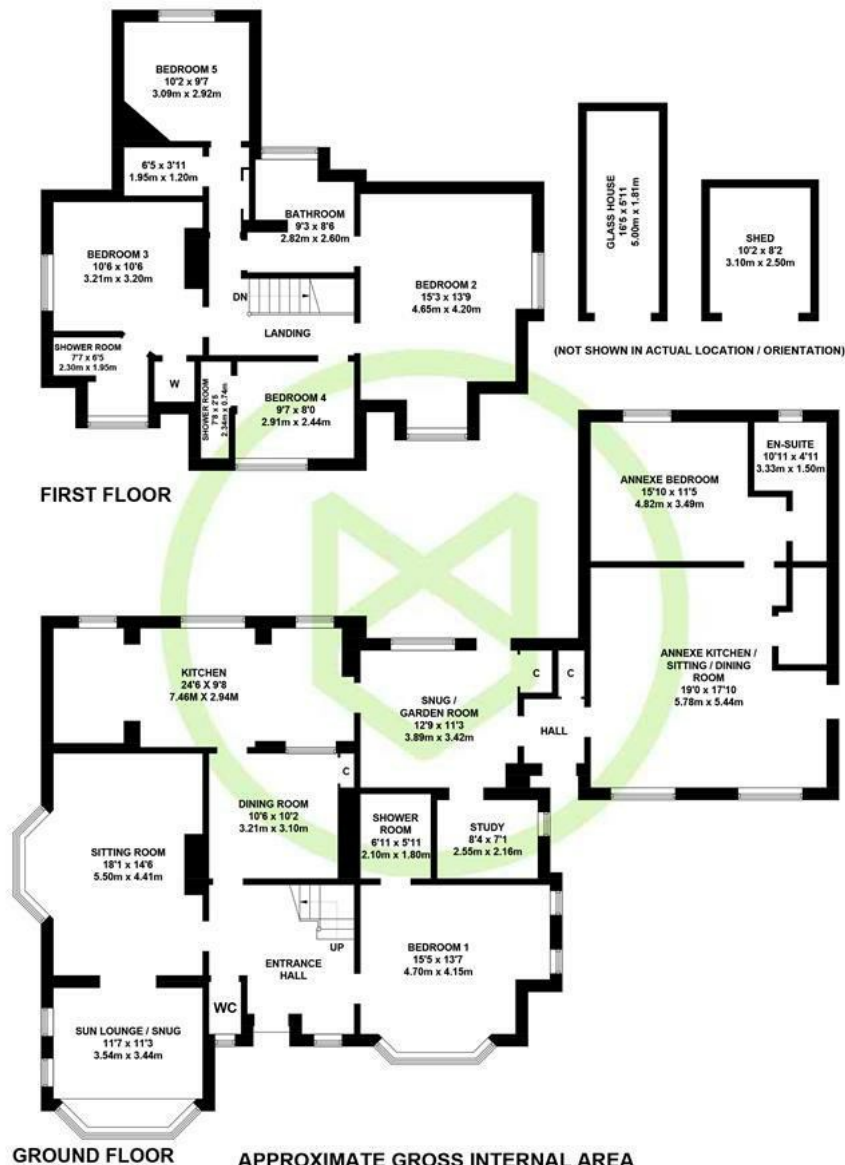 BEDROOM 5
10'2 x 9'7
3.09m x 2.92m
6'5 x 3'11
1.95m x 1.20m
BATHROOM
9'3 x 8'6
2.82m x 2.60m
BEDROOM 3
10'6 x 10'6
3.21m x 3.20m
BEDROOM 2
15'3 x 13'9
4.65m x 4.20m
DN
LANDING
SHOWER ROOM
7'7 x 6'5
2.30m x 1.95m
W
SHOWER ROOM
7'8 x 2'5
2.34m x 0.74m
BEDROOM 4
9'7 x 8'0
2.91m x 2.44m
FIRST FLOOR
GLASS HOUSE
16'5 x 5'11
5.00m x 1.81m
SHED
10'2 x 8'2
3.10m x 2.50m
(NOT SHOWN IN ACTUAL LOCATION / ORIENTATION)
ANNEXE BEDROOM
15'10 x 11'5
4.82m x 3.49m
EN-SUITE
10'11 x 4'11
3.33m x 1.50m
ANNEXE KITCHEN /
SITTING / DINING
ROOM
19'0 x 17'10
5.78m x 5.44m
KITCHEN
24'6 X 9'8
7.46M X 2.94M
SNUG /
GARDEN ROOM
12'9 x 11'3
3.89m x 3.42m
C
C
HALL
C
DINING ROOM
10'6 x 10'2
3.21m x 3.10m
SHOWER
ROOM
6'11 x 5'11
2.10m x 1.80m
STUDY
8'4 x 7'1
2.55m x 2.16m
SITTING ROOM
18'1 x 14'6
5.50m x 4.41m
UP
ENTRANCE
HALL
BEDROOM 1
15'5 x 13'7
4.70m x 4.15m
WC
SUN LOUNGE / SNUG
11'7 x 11'3
3.54m x 3.44m
GROUND FLOOR
APPROXIMATE GROSS INTERNAL AREA